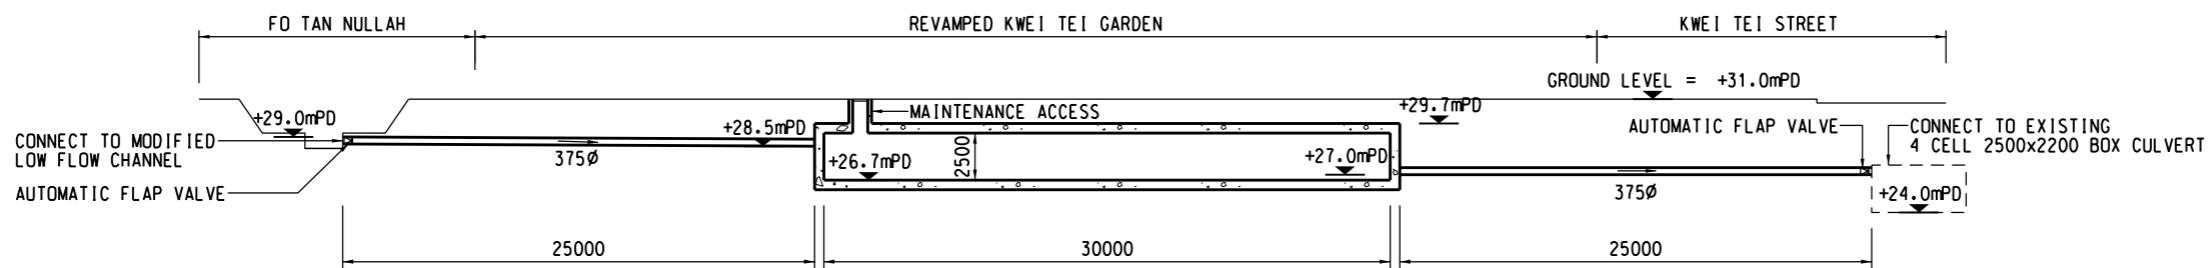 FO TAN NULLAH
REVAMPED KWEI TEI GARDEN
KWEI TEI STREET
GROUND LEVEL = +31.0mPD
+29.0mPD
MAINTENANCE ACCESS
+29.7mPD
CONNECT TO MODIFIED
LOW FLOW CHANNEL
+28.5mPD
AUTOMATIC FLAP VALVE
CONNECT TO EXISTING
4 CELL 2500x2200 BOX CULVERT
375Ø
+26.7mPD
2500
+27.0mPD
AUTOMATIC FLAP VALVE
375Ø
+24.0mPD
25000
30000
25000